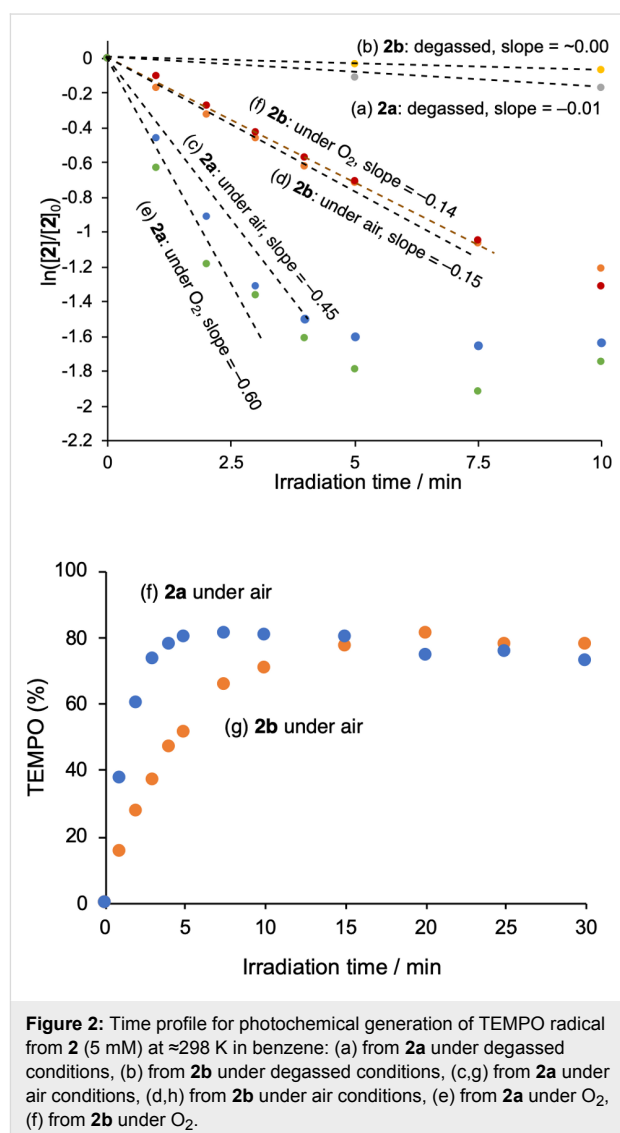 (b) 2b: degassed, slope = ~0.00
(a) 2a: degassed, slope = –0.01
(f) 2b: under O2, slope = –0.14
(d) 2b: under air, slope = –0.15
(c) 2a: under air, slope = –0.45
(e) 2a: under O2, slope = –0.60
ln([2]/[2]0)
0
-0.2
-0.4
-0.6
-0.8
-1
-1.2
-1.4
-1.6
-1.8
-2
-2.2
0 2.5 5 7.5 10
Irradiation time / min
100
80
60
40
20
0
TEMPO (%)
(f) 2a under air
(g) 2b under air
0 5 10 15 20 25 30
Irradiation time / min
Figure 2: Time profile for photochemical generation of TEMPO radical
from 2 (5 mM) at ≈298 K in benzene: (a) from 2a under degassed
conditions, (b) from 2b under degassed conditions, (c,g) from 2a under
air conditions, (d,h) from 2b under air conditions, (e) from 2a under O2,
(f) from 2b under O2.